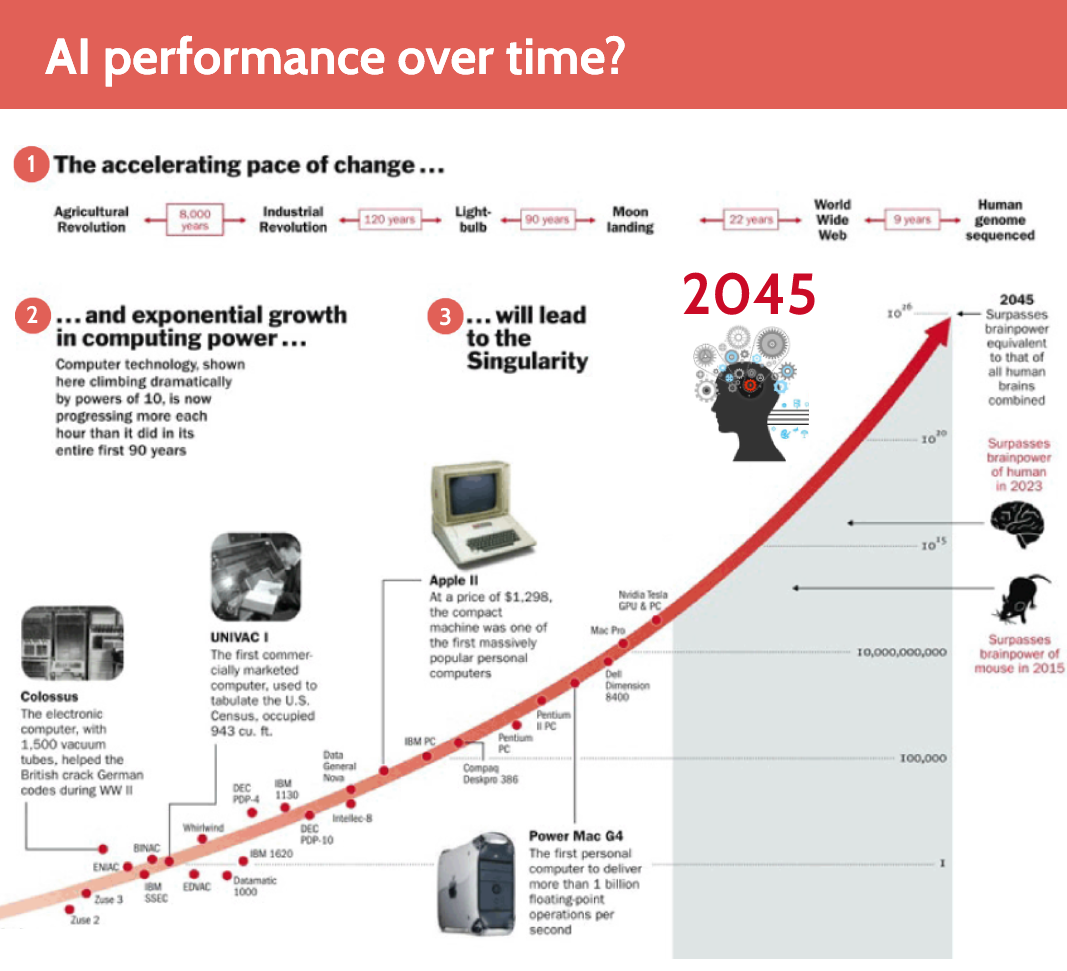 AI performance over time?
1 The accelerating pace of change ...
Agricultural
Revolution
8,000
years
Industrial
Revolution
120 years
Light-
bulb
90 years
Moon
landing
22 years
World
Wide
Web
9 years
Human
genome
sequenced
2 ... and exponential growth
in computing power ...
Computer technology, shown
here climbing dramatically
by powers of 10, is now
progressing more each
hour than it did in its
entire first 90 years
3 ... will lead
to the
Singularity
2045
10²⁶
2045
Surpasses
brainpower
equivalent
to that of
all human
brains
combined
10²⁰
Surpasses
brainpower
of human
in 2023
10¹⁵
Surpasses
brainpower of
mouse in 2015
10,000,000,000
100,000
1
Colossus
The electronic
computer, with
1,500 vacuum
tubes, helped the
British crack German
codes during WW II
UNIVAC I
The first commer-
cially marketed
computer, used to
tabulate the U.S.
Census, occupied
943 cu. ft.
Apple II
At a price of $1,298,
the compact
machine was one of
the first massively
popular personal
computers
Power Mac G4
The first personal
computer to deliver
more than 1 billion
floating-point
operations per
second
Zuse 2
Zuse 3
ENIAC
BINAC
IBM
SSEC
Whirlwind
EDVAC
DEC
PDP-4
IBM 1620
Datamatic
1000
IBM
1130
DEC
PDP-10
Data
General
Nova
Intellec-8
IBM PC
Compaq
Deskpro 386
Pentium
PC
Pentium
II PC
Dell
Dimension
8400
Mac Pro
Nvidia Tesla
GPU & PC